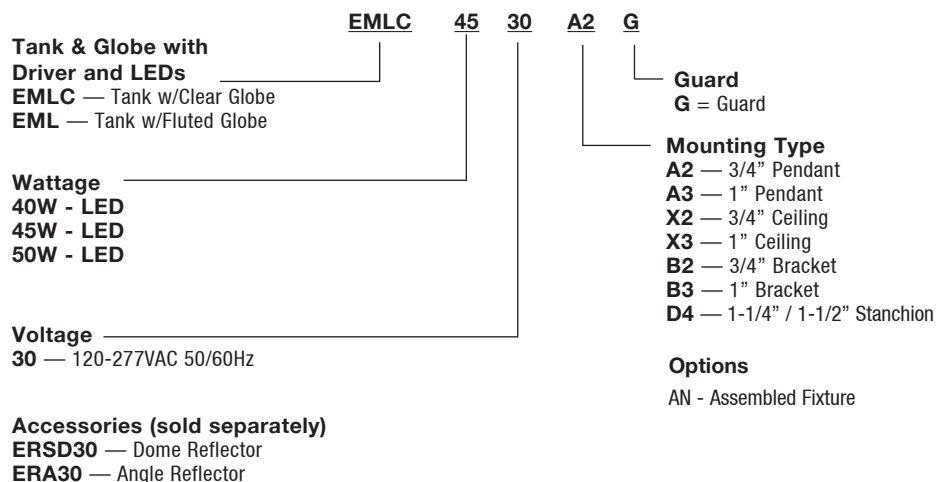 EMLC 45 30 A2 G
Tank & Globe with
Driver and LEDs
EMLC — Tank w/Clear Globe
EML — Tank w/Fluted Globe
Wattage
40W - LED
45W - LED
50W - LED
Voltage
30 — 120-277VAC 50/60Hz
Accessories (sold separately)
ERSD30 — Dome Reflector
ERA30 — Angle Reflector
Guard
G = Guard
Mounting Type
A2 — 3/4” Pendant
A3 — 1” Pendant
X2 — 3/4” Ceiling
X3 — 1” Ceiling
B2 — 3/4” Bracket
B3 — 1” Bracket
D4 — 1-1/4” / 1-1/2” Stanchion
Options
AN - Assembled Fixture